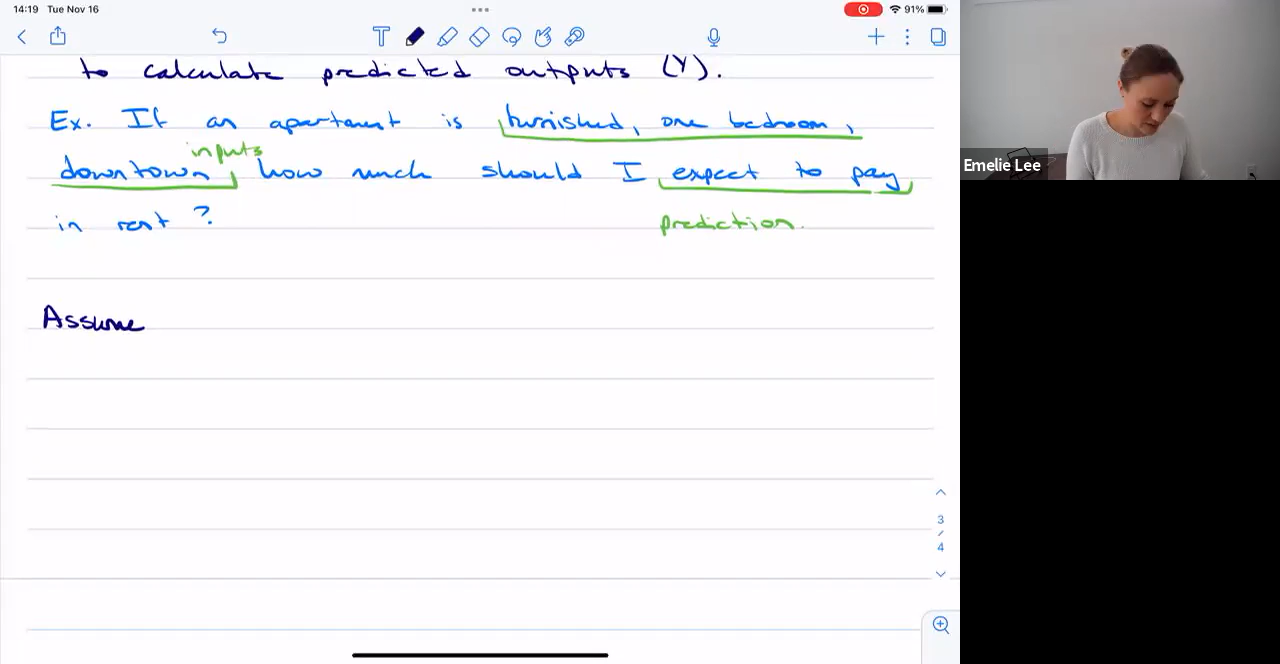 14:19 Tue Nov 16
91%
to calculate predicted outputs (Y).
Ex. If an apartment is furnished, one bedroom,
inputs
downtown, how much should I expect to pay
in rent ?
prediction.
Assume
Emelie Lee
3
/
4